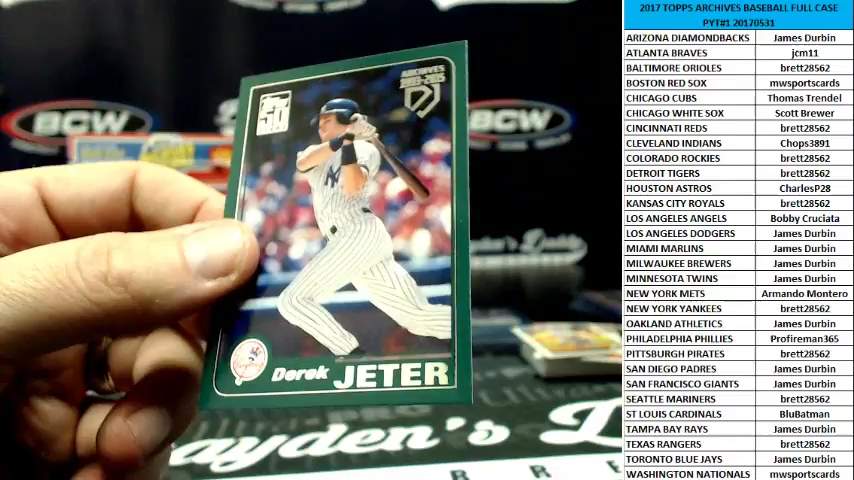 BCW
BCW
ARCHIVES
Derek JETER
ayden's D
B R E
2017 TOPPS ARCHIVES BASEBALL FULL CASE
PYT#1 20170531
ARIZONA DIAMONDBACKS James Durbin
ATLANTA BRAVES jcm11
BALTIMORE ORIOLES brett28562
BOSTON RED SOX mwsportscards
CHICAGO CUBS Thomas Trendel
CHICAGO WHITE SOX Scott Brewer
CINCINNATI REDS brett28562
CLEVELAND INDIANS Chops3891
COLORADO ROCKIES brett28562
DETROIT TIGERS brett28562
HOUSTON ASTROS CharlesP28
KANSAS CITY ROYALS brett28562
LOS ANGELES ANGELS Bobby Cruciata
LOS ANGELES DODGERS James Durbin
MIAMI MARLINS James Durbin
MILWAUKEE BREWERS James Durbin
MINNESOTA TWINS James Durbin
NEW YORK METS Armando Montero
NEW YORK YANKEES brett28562
OAKLAND ATHLETICS James Durbin
PHILADELPHIA PHILLIES Profireman365
PITTSBURGH PIRATES brett28562
SAN DIEGO PADRES James Durbin
SAN FRANCISCO GIANTS James Durbin
SEATTLE MARINERS brett28562
ST LOUIS CARDINALS BluBatman
TAMPA BAY RAYS James Durbin
TEXAS RANGERS brett28562
TORONTO BLUE JAYS James Durbin
WASHINGTON NATIONALS mwsportscards